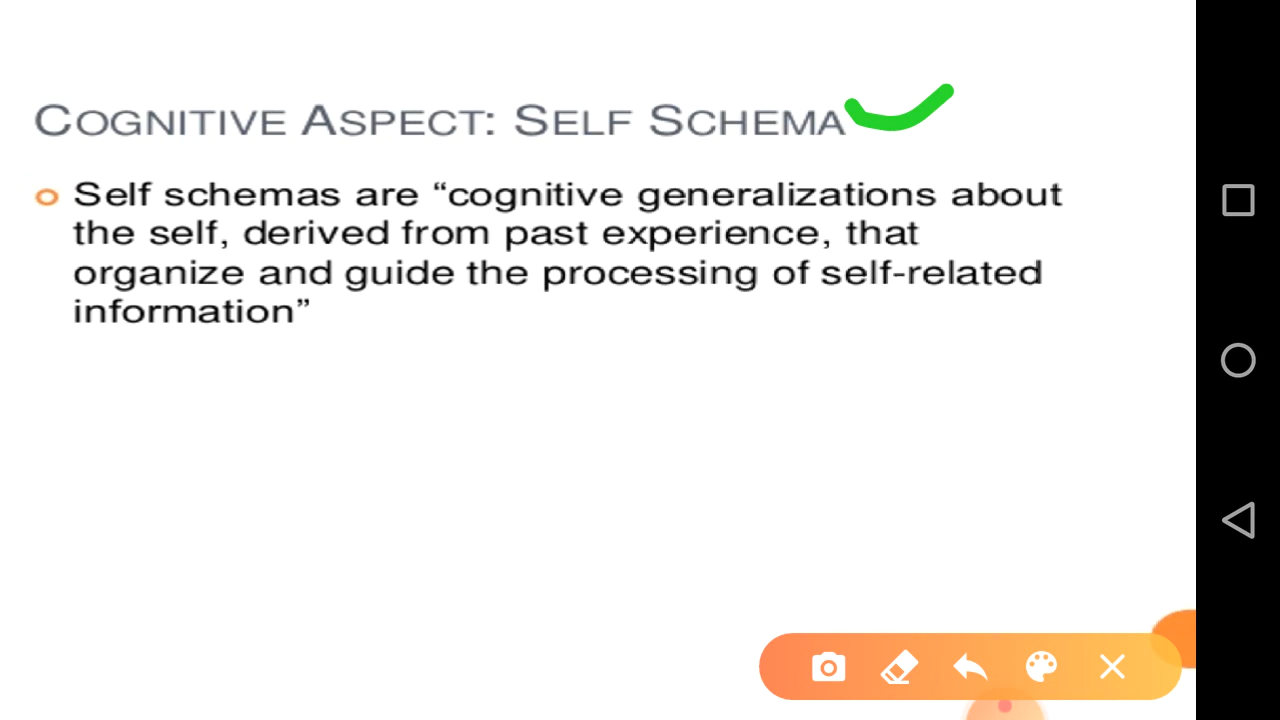 COGNITIVE ASPECT: SELF SCHEMA
Self schemas are “cognitive generalizations about
the self, derived from past experience, that
organize and guide the processing of self-related
information”